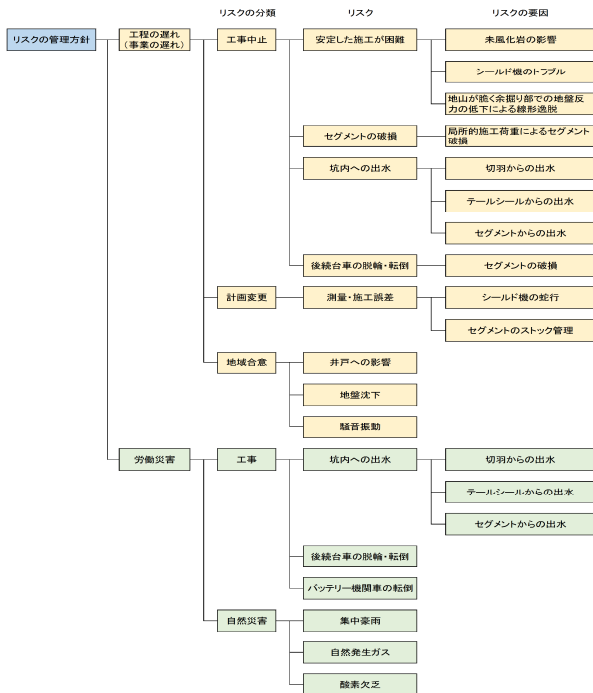 リスクの分類 リスク リスクの要因
リスクの管理方針
工程の遅れ
（事業の遅れ）
工事中止
安定した施工が困難
未風化岩の影響
シールド機のトラブル
地山が脆く余掘り部での地盤反
力の低下による線形逸脱
セグメントの破損
局所的施工荷重によるセグメント
破損
坑内への出水
切羽からの出水
テールシールからの出水
セグメントからの出水
後続台車の脱輪・転倒
セグメントの破損
計画変更
測量・施工誤差
シールド機の蛇行
セグメントのストック管理
地域合意
井戸への影響
地盤沈下
騒音振動
労働災害
工事
坑内への出水
切羽からの出水
テールシールからの出水
セグメントからの出水
後続台車の脱輪・転倒
バッテリー機関車の転倒
自然災害
集中豪雨
自然発生ガス
酸素欠乏